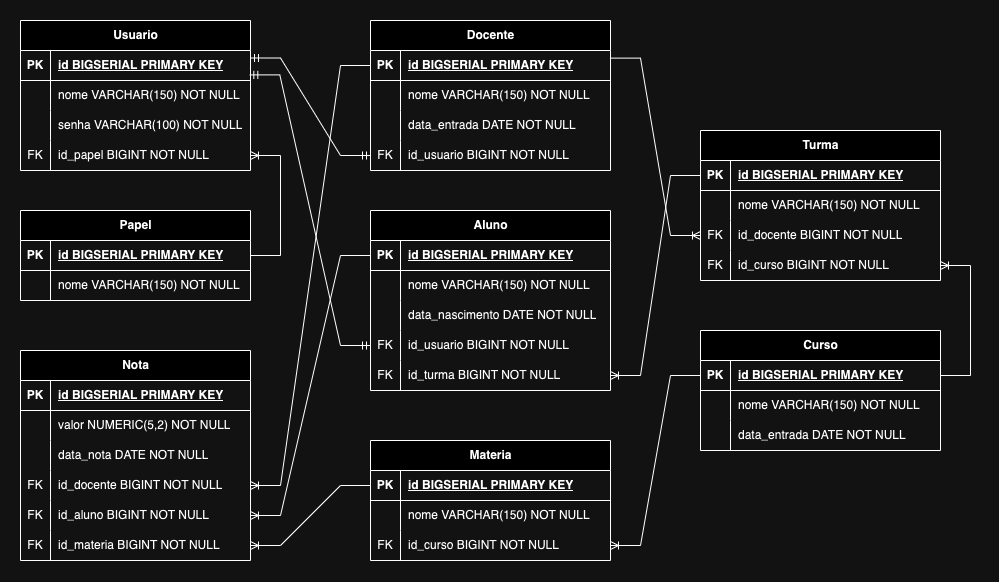 Usuario
PK id BIGSERIAL PRIMARY KEY
nome VARCHAR(150) NOT NULL
senha VARCHAR(100) NOT NULL
FK id_papel BIGINT NOT NULL
Papel
PK id BIGSERIAL PRIMARY KEY
nome VARCHAR(150) NOT NULL
Nota
PK id BIGSERIAL PRIMARY KEY
valor NUMERIC(5,2) NOT NULL
data_nota DATE NOT NULL
FK id_docente BIGINT NOT NULL
FK id_aluno BIGINT NOT NULL
FK id_materia BIGINT NOT NULL
Docente
PK id BIGSERIAL PRIMARY KEY
nome VARCHAR(150) NOT NULL
data_entrada DATE NOT NULL
FK id_usuario BIGINT NOT NULL
Aluno
PK id BIGSERIAL PRIMARY KEY
nome VARCHAR(150) NOT NULL
data_nascimento DATE NOT NULL
FK id_usuario BIGINT NOT NULL
FK id_turma BIGINT NOT NULL
Materia
PK id BIGSERIAL PRIMARY KEY
nome VARCHAR(150) NOT NULL
FK id_curso BIGINT NOT NULL
Turma
PK id BIGSERIAL PRIMARY KEY
nome VARCHAR(150) NOT NULL
FK id_docente BIGINT NOT NULL
FK id_curso BIGINT NOT NULL
Curso
PK id BIGSERIAL PRIMARY KEY
nome VARCHAR(150) NOT NULL
data_entrada DATE NOT NULL